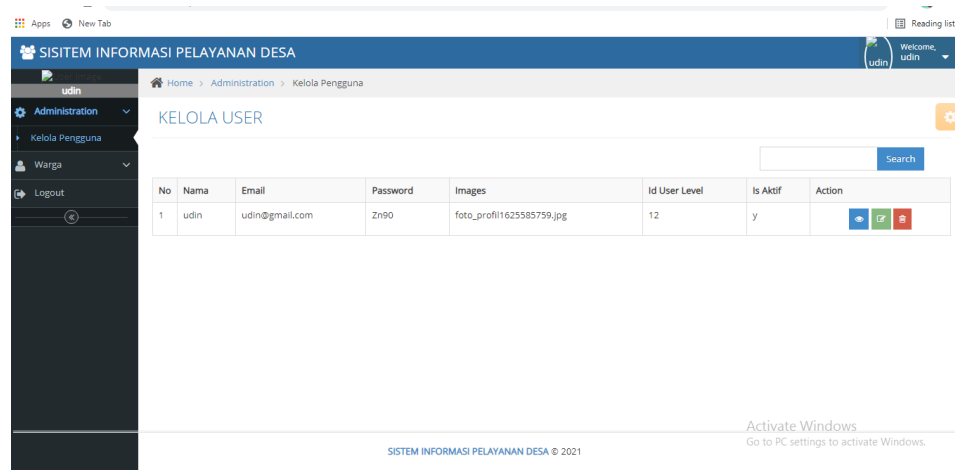 Apps New Tab Reading list
SISITEM INFORMASI PELAYANAN DESA
udin
Welcome,
udin
udin
Home > Administration > Kelola Pengguna
Administration
Kelola Pengguna
Warga
Logout
KELOLA USER
Search
No Nama Email Password Images Id User Level Is Aktif Action
1 udin udin@gmail.com Zn90 foto_profil1625585759.jpg 12 y
Activate Windows
Go to PC settings to activate Windows.
SISTEM INFORMASI PELAYANAN DESA © 2021